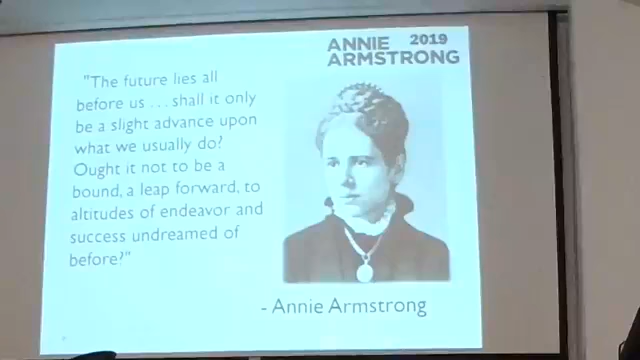 ANNIE 2019
ARMSTRONG
"The future lies all
before us ... shall it only
be a slight advance upon
what we usually do?
Ought it not to be a
bound, a leap forward, to
altitudes of endeavor and
success undreamed of
before?"
- Annie Armstrong